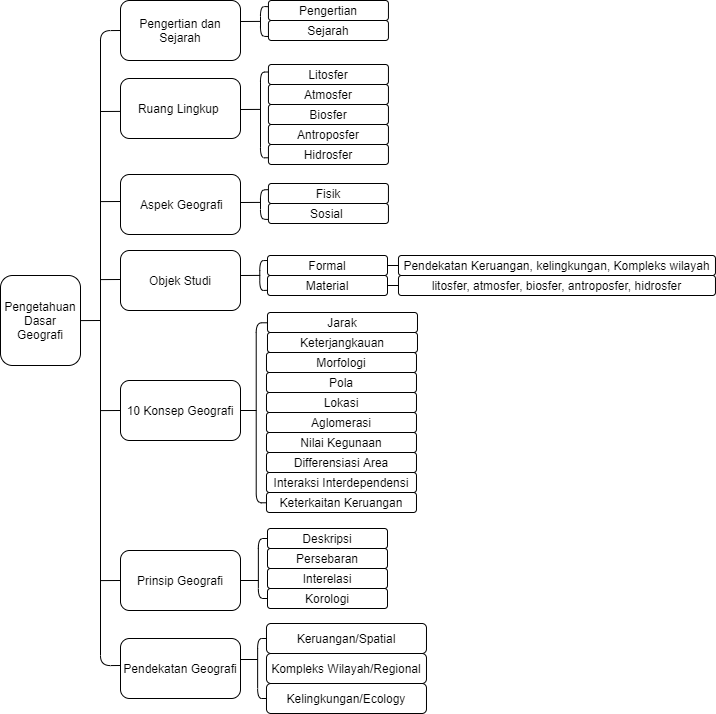 Pengetahuan
Dasar
Geografi
Pengertian dan
Sejarah
Pengertian
Sejarah
Ruang Lingkup
Litosfer
Atmosfer
Biosfer
Antroposfer
Hidrosfer
Aspek Geografi
Fisik
Sosial
Objek Studi
Formal
Pendekatan Keruangan, kelingkungan, Kompleks wilayah
Material
litosfer, atmosfer, biosfer, antroposfer, hidrosfer
10 Konsep Geografi
Jarak
Keterjangkauan
Morfologi
Pola
Lokasi
Aglomerasi
Nilai Kegunaan
Differensiasi Area
Interaksi Interdependensi
Keterkaitan Keruangan
Prinsip Geografi
Deskripsi
Persebaran
Interelasi
Korologi
Pendekatan Geografi
Keruangan/Spatial
Kompleks Wilayah/Regional
Kelingkungan/Ecology